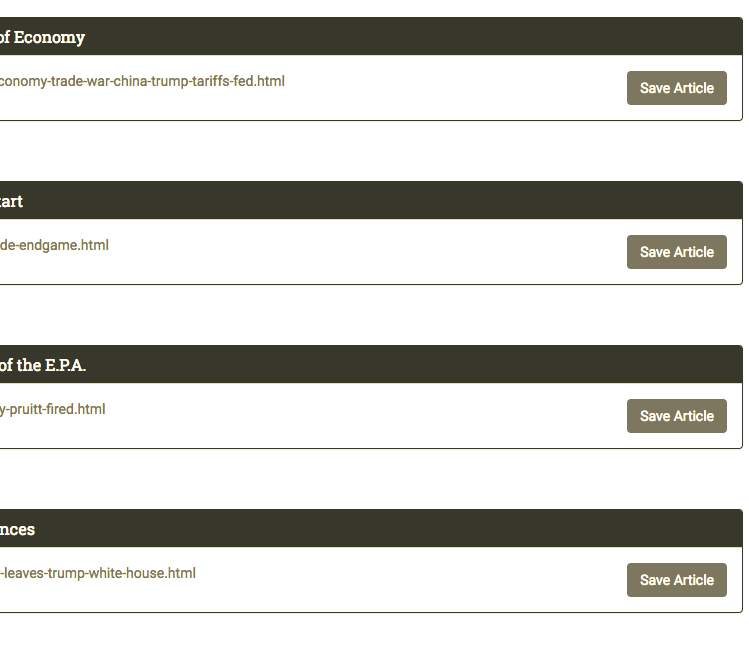 of Economy
conomy-trade-war-china-trump-tariffs-fed.html
Save Article
tart
de-endgame.html
Save Article
of the E.P.A.
y-pruitt-fired.html
Save Article
nces
-leaves-trump-white-house.html
Save Article